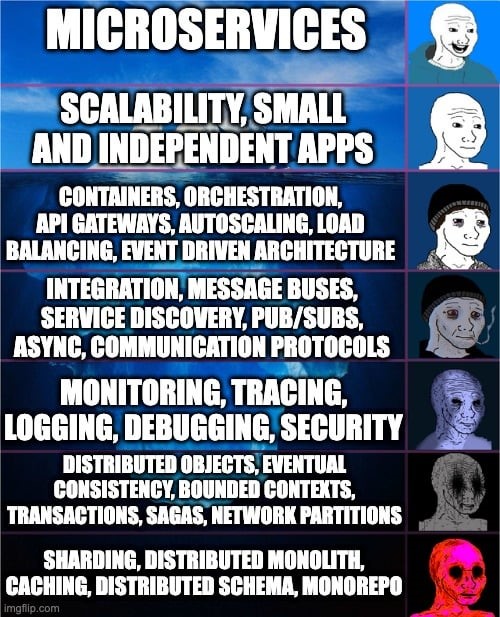 MICROSERVICES
SCALABILITY, SMALL
AND INDEPENDENT APPS
CONTAINERS, ORCHESTRATION,
API GATEWAYS, AUTOSCALING, LOAD
BALANCING, EVENT DRIVEN ARCHITECTURE
INTEGRATION, MESSAGE BUSES,
SERVICE DISCOVERY, PUB/SUBS,
ASYNC, COMMUNICATION PROTOCOLS
MONITORING, TRACING,
LOGGING, DEBUGGING, SECURITY
DISTRIBUTED OBJECTS, EVENTUAL
CONSISTENCY, BOUNDED CONTEXTS,
TRANSACTIONS, SAGAS, NETWORK PARTITIONS
SHARDING, DISTRIBUTED MONOLITH,
CACHING, DISTRIBUTED SCHEMA, MONOREPO
imgflip.com